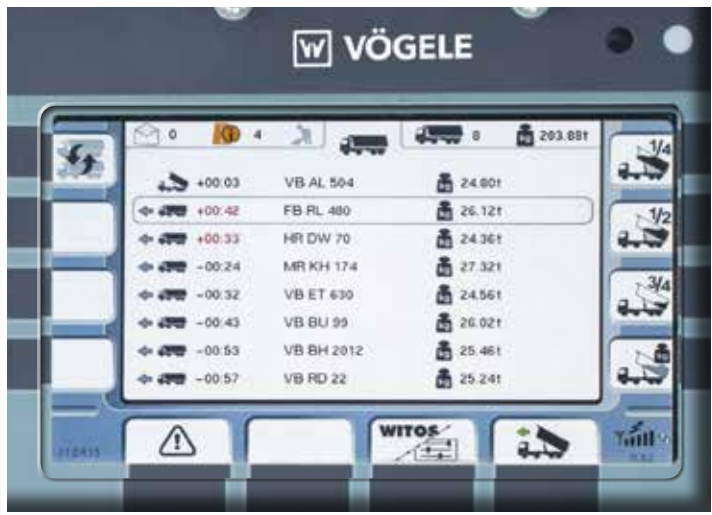 VÖGELE
0 4 8 203.88t
+00:03 VB AL 504 24.80t
+00:42 FB RL 480 26.12t
+00:33 HR DW 70 24.36t
-00:24 MR KH 174 27.32t
-00:32 VB ET 630 24.56t
-00:43 VB BU 99 26.02t
-00:53 VB BH 2012 25.46t
-00:57 VB RD 22 25.24t
1/4
1/2
3/4
kg
WITOS